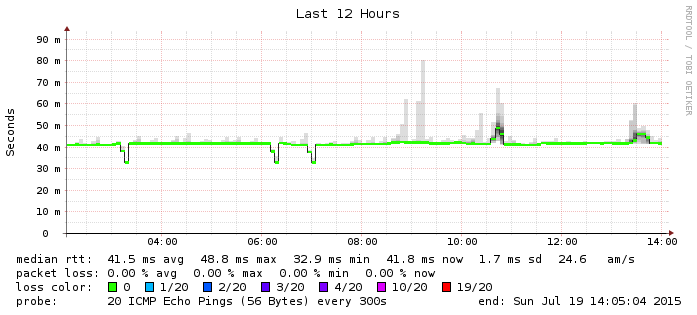 Last 12 Hours
RRDTOOL / TOBI OETIKER
Seconds
90 m
80 m
70 m
60 m
50 m
40 m
30 m
20 m
10 m
0
04:00 06:00 08:00 10:00 12:00 14:00
median rtt: 41.5 ms avg 48.8 ms max 32.9 ms min 41.8 ms now 1.7 ms sd 24.6 am/s
packet loss: 0.00 % avg 0.00 % max 0.00 % min 0.00 % now
loss color: 0 1/20 2/20 3/20 4/20 10/20 19/20
probe: 20 ICMP Echo Pings (56 Bytes) every 300s end: Sun Jul 19 14:05:04 2015